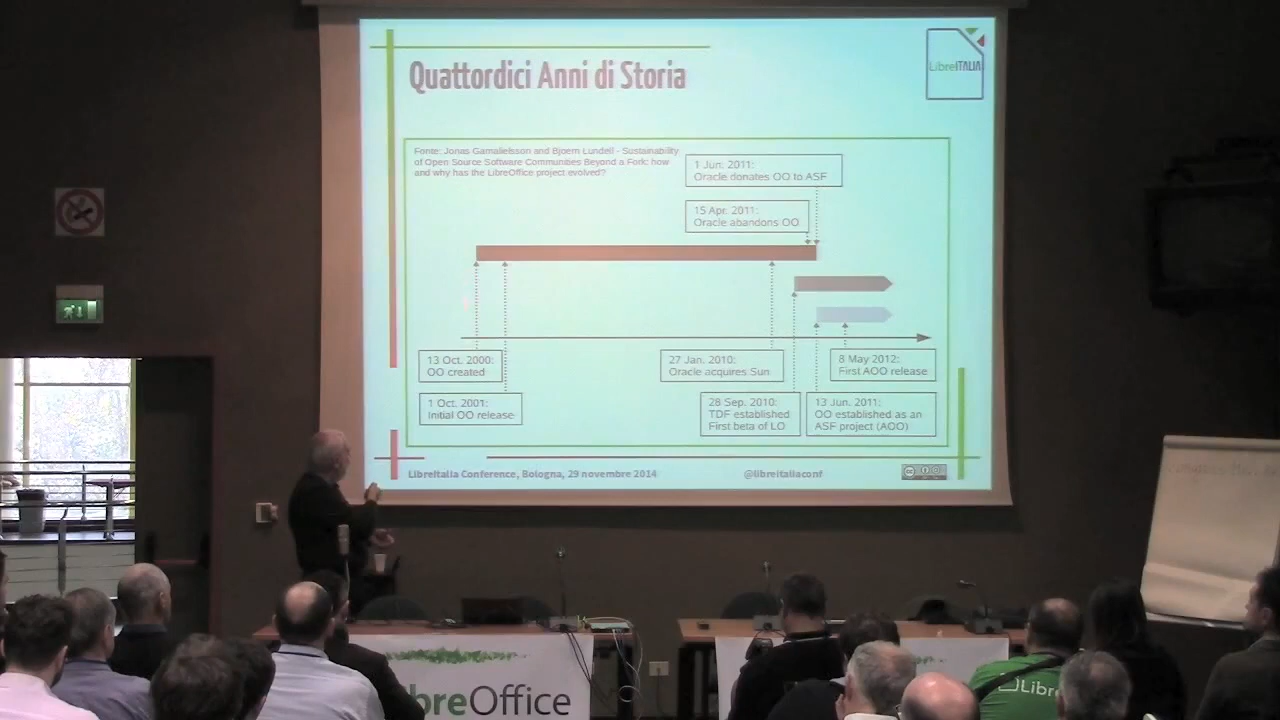 Quattordici Anni di Storia
LibreITALIA
Fonte: Jonas Gamalielsson and Bjoern Lundell - Sustainability
of Open Source Software Communities Beyond a Fork: how
and why has the LibreOffice project evolved?
1 Jun. 2011:
Oracle donates OO to ASF
15 Apr. 2011:
Oracle abandons OO
13 Oct. 2000:
OO created
27 Jan. 2010:
Oracle acquires Sun
8 May 2012:
First AOO release
1 Oct. 2001:
Initial OO release
28 Sep. 2010:
TDF established
First beta of LO
13 Jun. 2011:
OO established as an
ASF project (AOO)
LibreItalia Conference, Bologna, 29 novembre 2014
@libreitaliaconf
breOffice
Libre